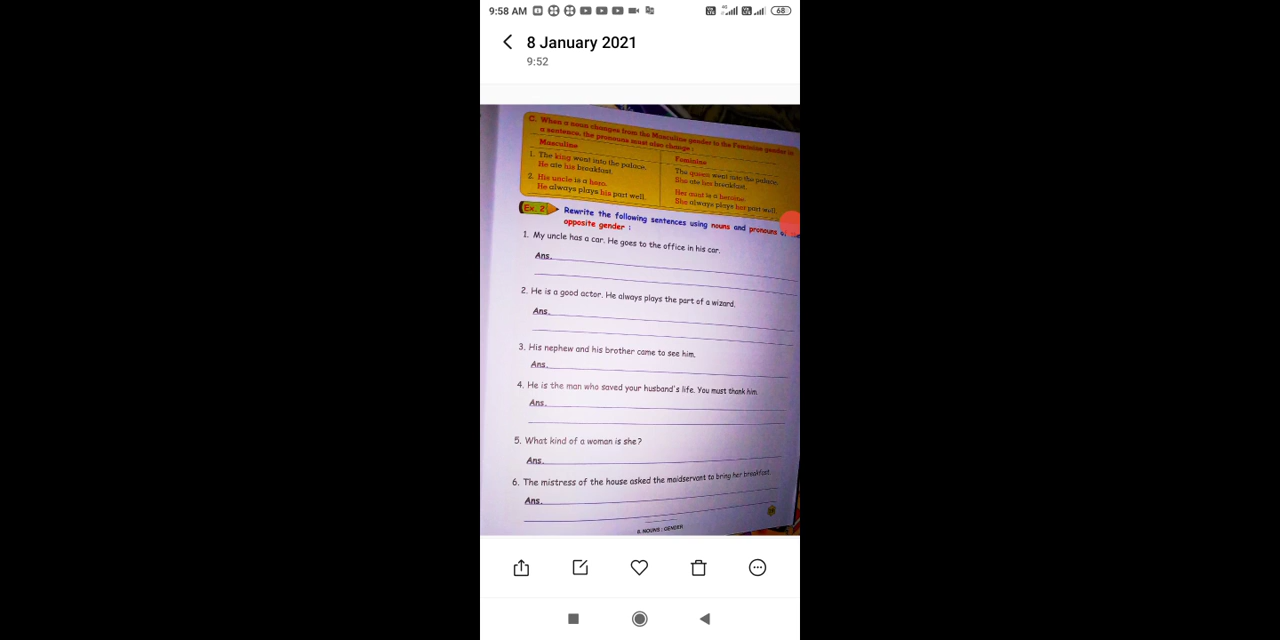 9:58 AM
68
8 January 2021
9:52
C. When a noun changes from the Masculine gender to the Feminine gender in
a sentence, the pronouns must also change :
Masculine
Feminine
1. The king went into the palace.
He ate his breakfast.
The queen went into the palace.
She ate her breakfast.
2. His uncle is a hero.
He always plays his part well.
Her aunt is a heroine.
She always plays her part well.
Ex. 2
Rewrite the following sentences using nouns and pronouns of the
opposite gender :
1. My uncle has a car. He goes to the office in his car.
Ans.
2. He is a good actor. He always plays the part of a wizard.
Ans.
3. His nephew and his brother came to see him.
Ans.
4. He is the man who saved your husband's life. You must thank him.
Ans.
5. What kind of a woman is she?
Ans.
6. The mistress of the house asked the maidservant to bring her breakfast.
Ans.
8. NOUNS : GENDER